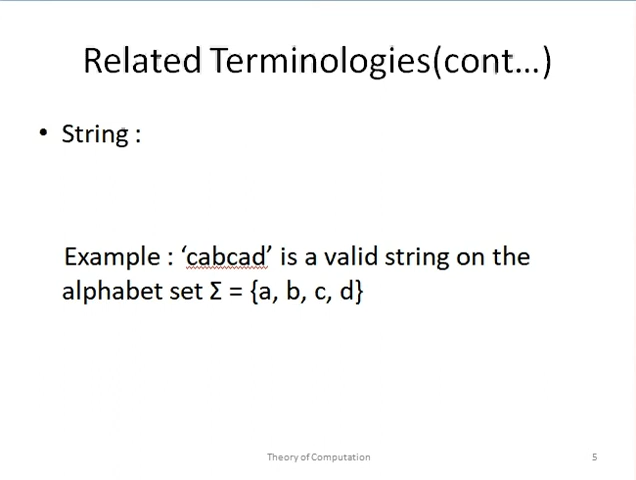 Related Terminologies(cont...)
• String :
Example : ‘cabcad’ is a valid string on the
alphabet set Σ = {a, b, c, d}
Theory of Computation
5